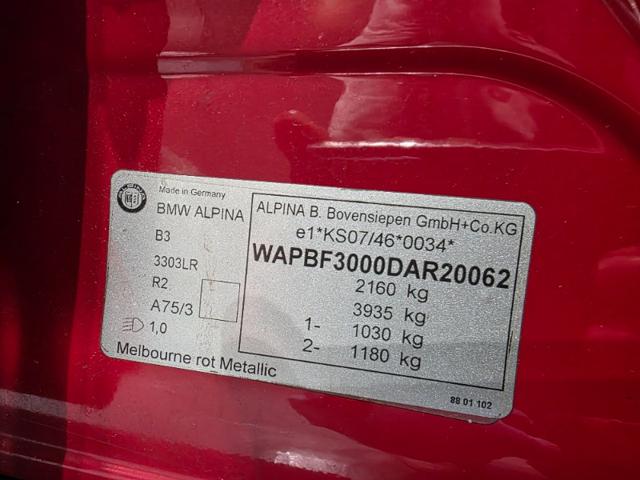 Made in Germany
BMW ALPINA
B3
3303LR
R2
A75/3
1,0
Melbourne rot Metallic
ALPINA B. Bovensiepen GmbH+Co.KG
e1*KS07/46*0034*
WAPBF3000DAR20062
2160 kg
3935 kg
1- 1030 kg
2- 1180 kg
88 01 102